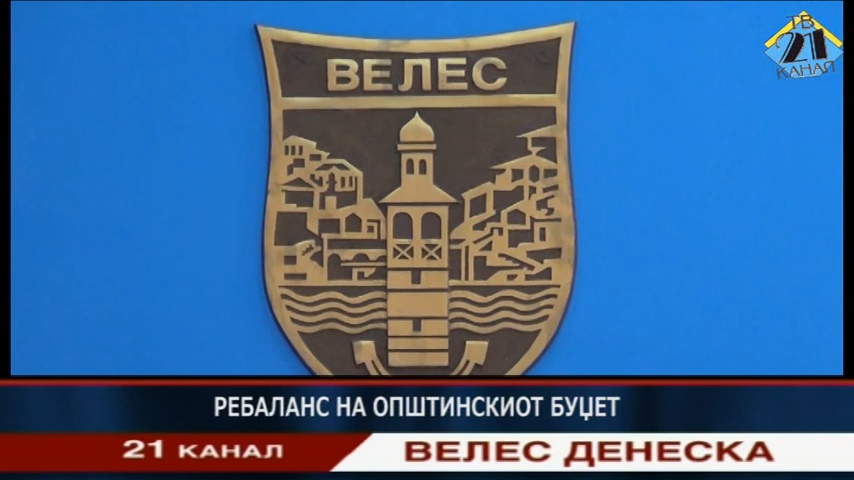 ТВ
21
КАНАЛ
ВЕЛЕС
РЕБАЛАНС НА ОПШТИНСКИОТ БУЏЕТ
21 КАНАЛ
ВЕЛЕС ДЕНЕСКА